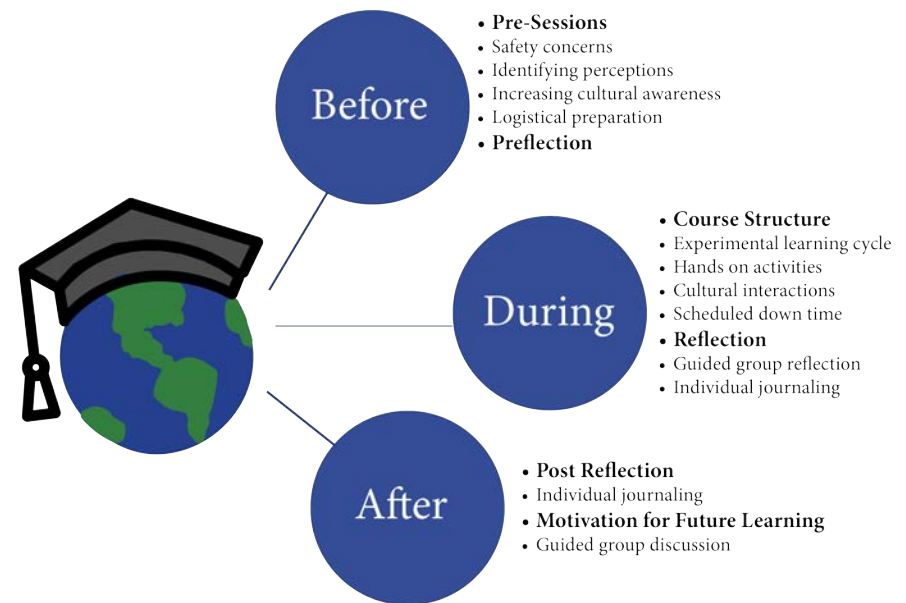 Before
• Pre-Sessions
• Safety concerns
• Identifying perceptions
• Increasing cultural awareness
• Logistical preparation
• Preflection
During
• Course Structure
• Experimental learning cycle
• Hands on activities
• Cultural interactions
• Scheduled down time
• Reflection
• Guided group reflection
• Individual journaling
After
• Post Reflection
• Individual journaling
• Motivation for Future Learning
• Guided group discussion